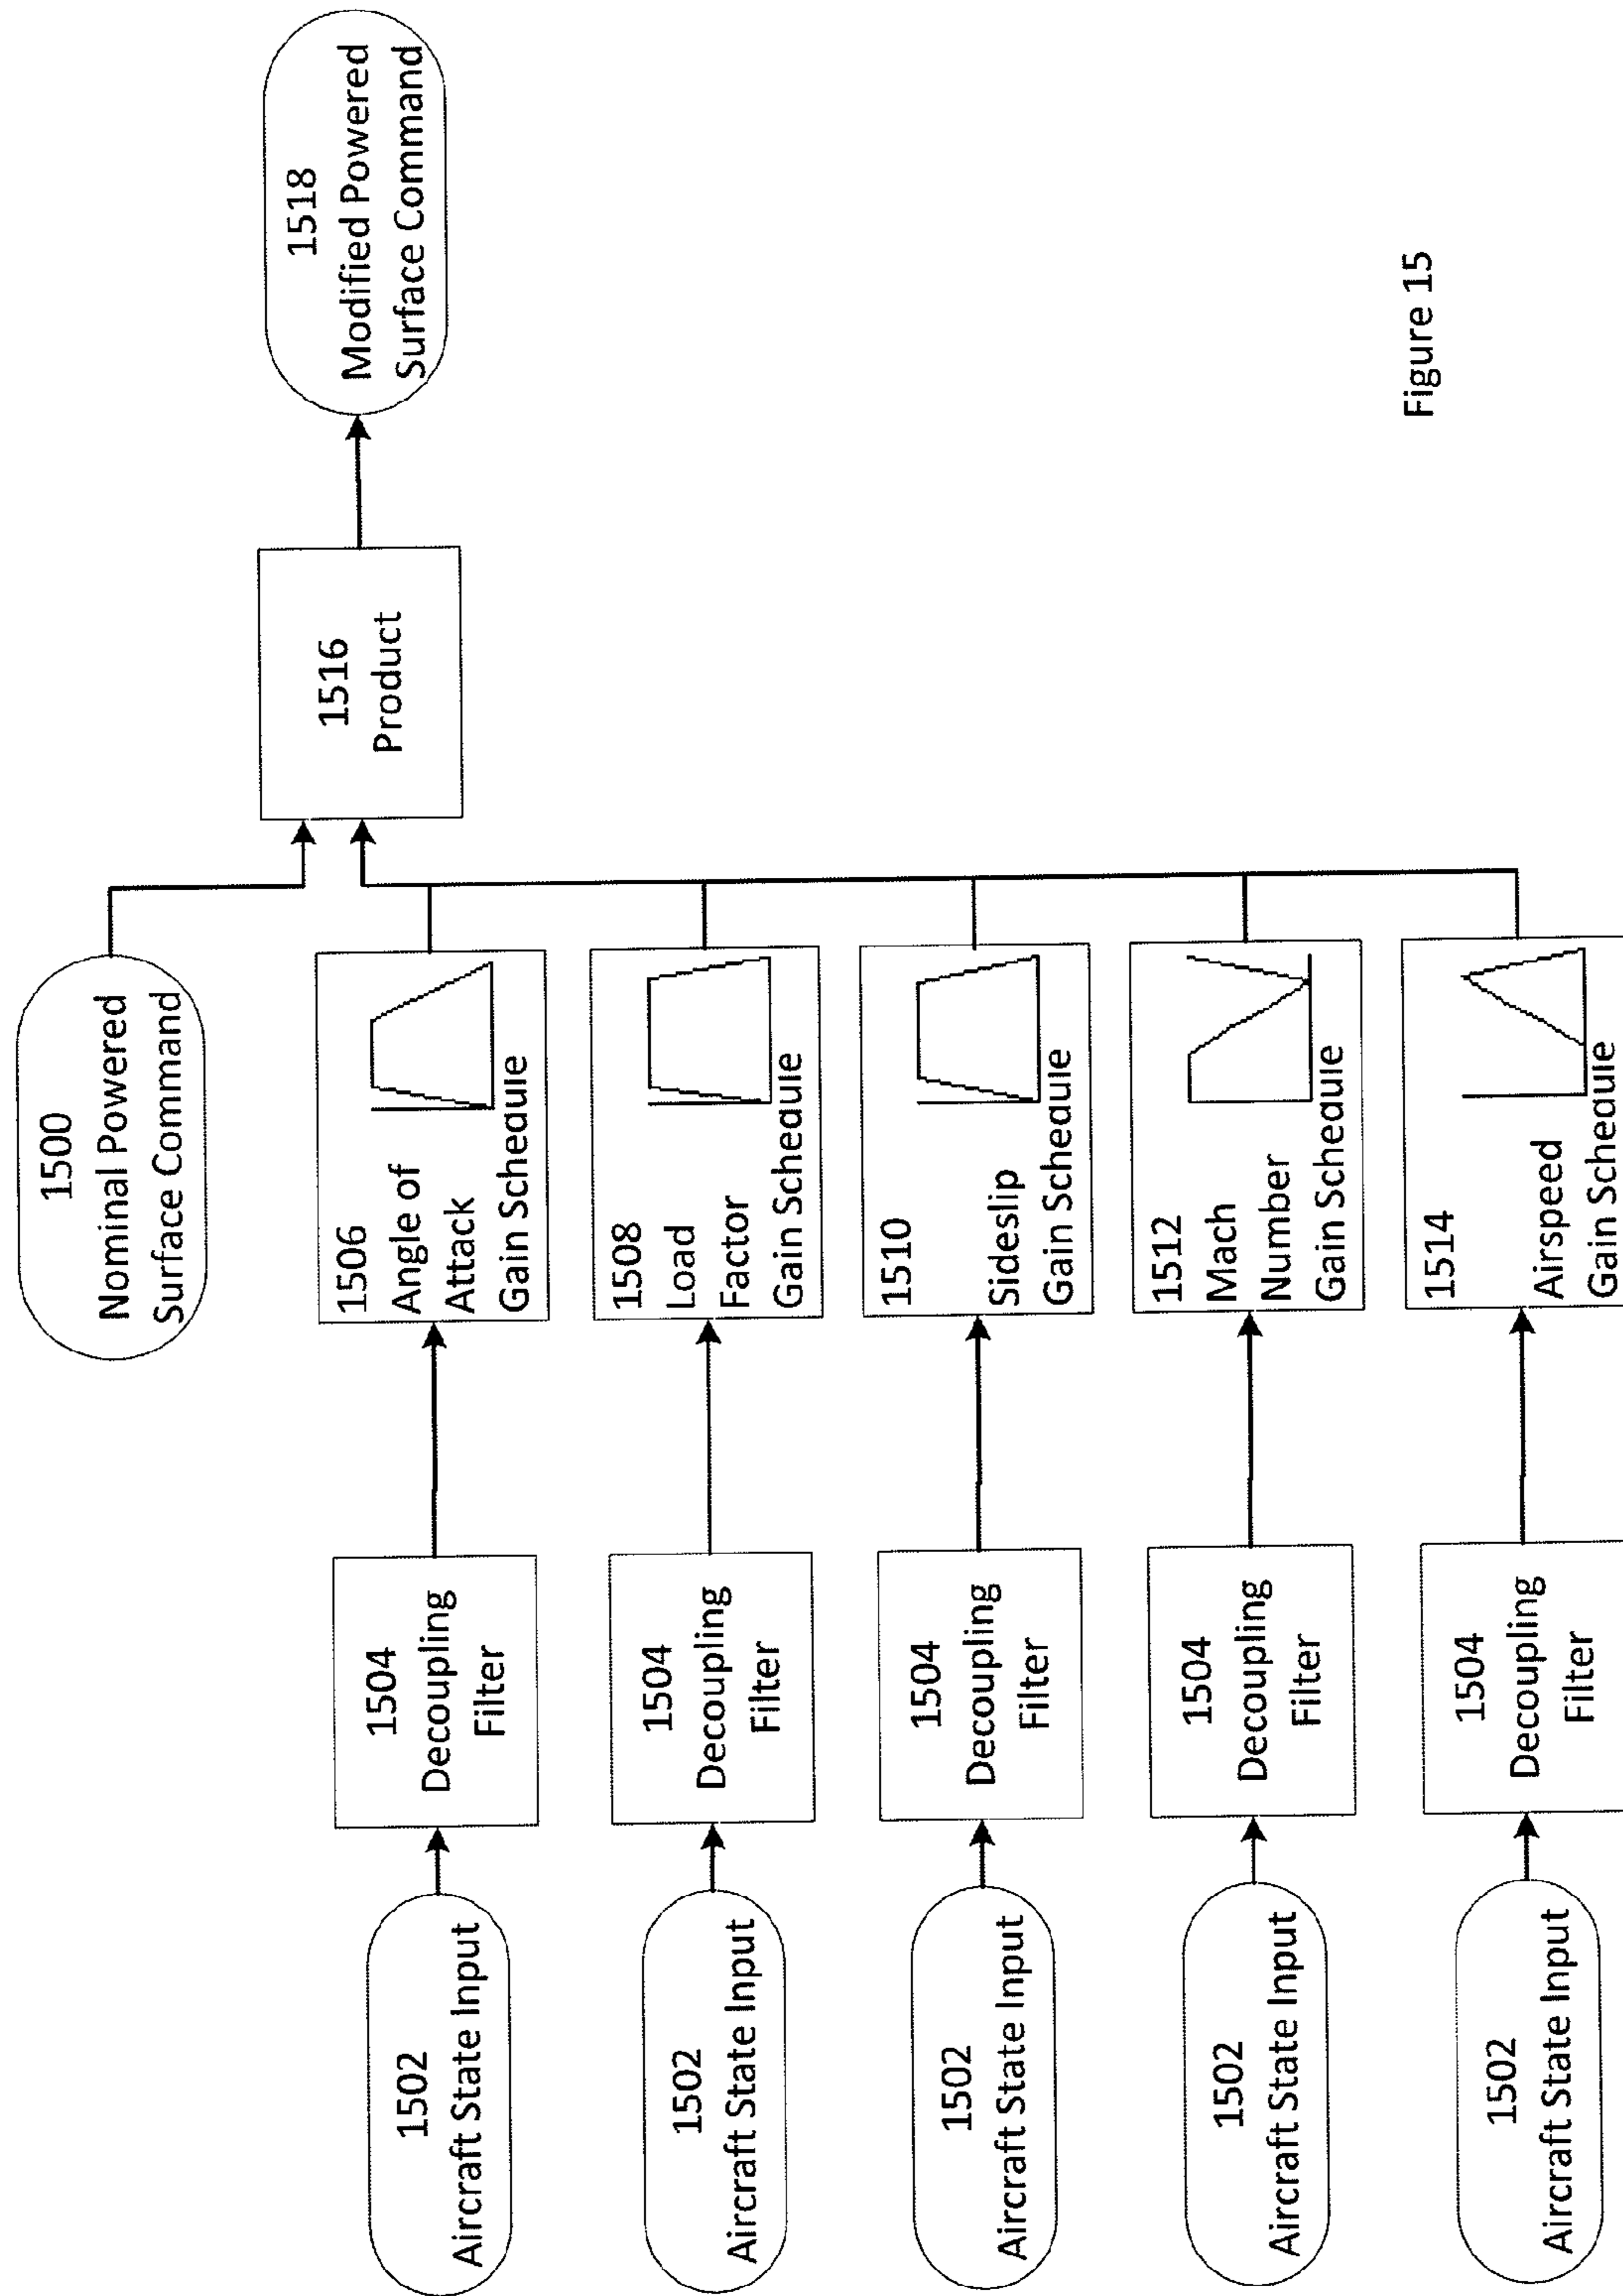 1500
Nominal Powered
Surface Command
1518
Modified Powered
Surface Command
1516
Product
1502
Aircraft State Input
1504
Decoupling
Filter
1506
Angle of
Attack
Gain Schedule
1502
Aircraft State Input
1504
Decoupling
Filter
1508
Load
Factor
Gain Schedule
1502
Aircraft State Input
1504
Decoupling
Filter
1510
Sideslip
Gain Schedule
1502
Aircraft State Input
1504
Decoupling
Filter
1512
Mach
Number
Gain Schedule
1502
Aircraft State Input
1504
Decoupling
Filter
1514
Airspeed
Gain Schedule
Figure 15